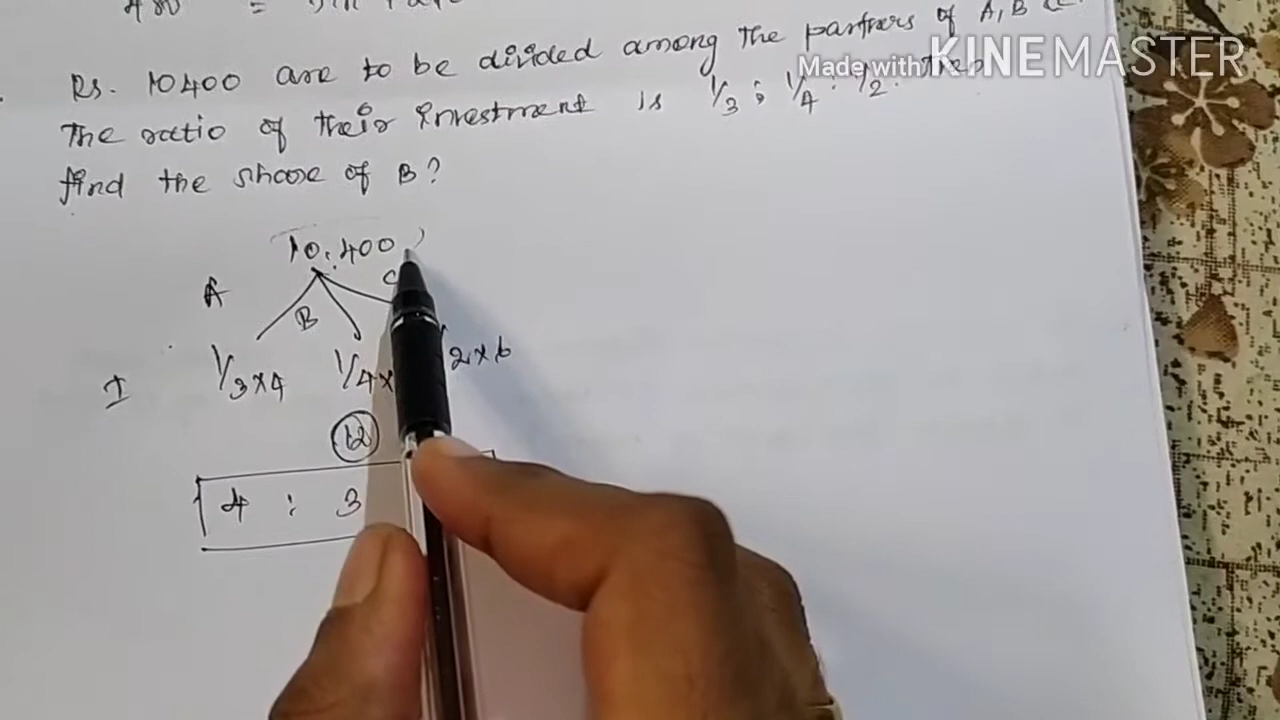 Rs. 10400 are to be divided among the partners of A, B
Made with KINEMASTER
The ratio of their investment is 1/3 : 1/4 : 1/2. then
find the share of B?
10,400
A B C
I 1/3 x 4 1/4 x 2 x 6
12
4 : 3